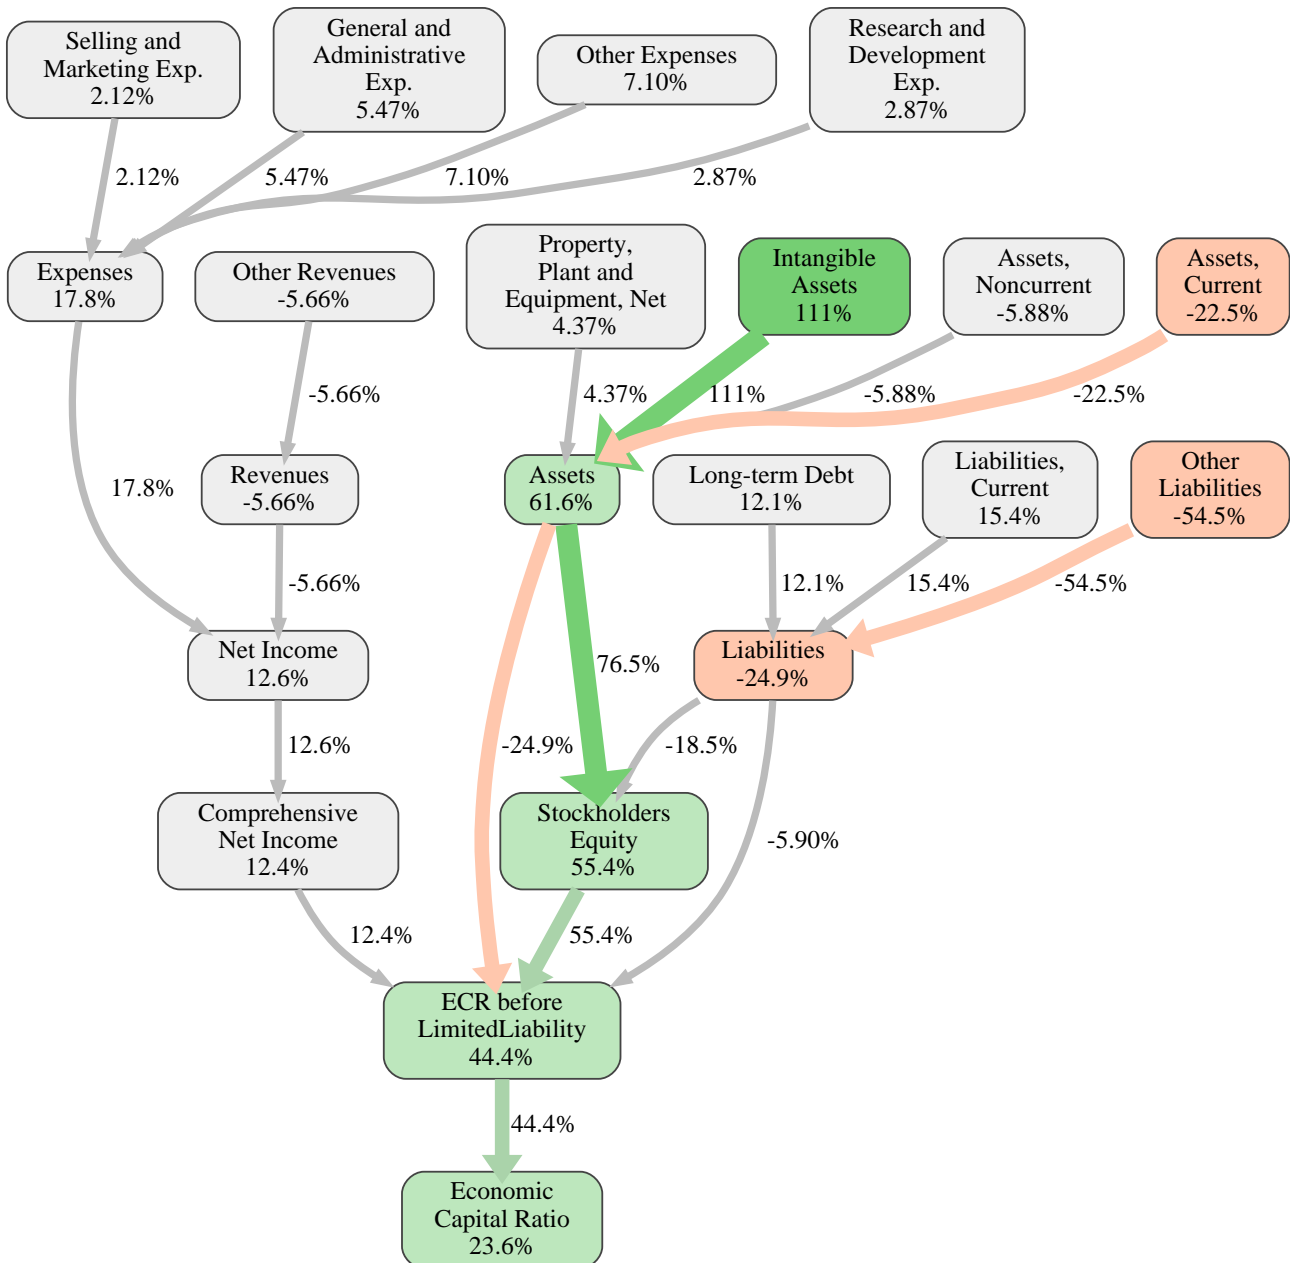 Selling and
Marketing Exp.
2.12%
General and
Administrative
Exp.
5.47%
Other Expenses
7.10%
Research and
Development
Exp.
2.87%
2.12%
5.47%
7.10%
2.87%
Expenses
17.8%
Other Revenues
-5.66%
Property,
Plant and
Equipment, Net
4.37%
Intangible
Assets
111%
Assets,
Noncurrent
-5.88%
Assets,
Current
-22.5%
-5.66%
4.37%
111%
-5.88%
-22.5%
17.8%
Revenues
-5.66%
Assets
61.6%
Long-term Debt
12.1%
Liabilities,
Current
15.4%
Other
Liabilities
-54.5%
-5.66%
12.1%
15.4%
-54.5%
Net Income
12.6%
76.5%
Liabilities
-24.9%
12.6%
-24.9%
-18.5%
Comprehensive
Net Income
12.4%
Stockholders
Equity
55.4%
-5.90%
12.4%
55.4%
ECR before
LimitedLiability
44.4%
44.4%
Economic
Capital Ratio
23.6%